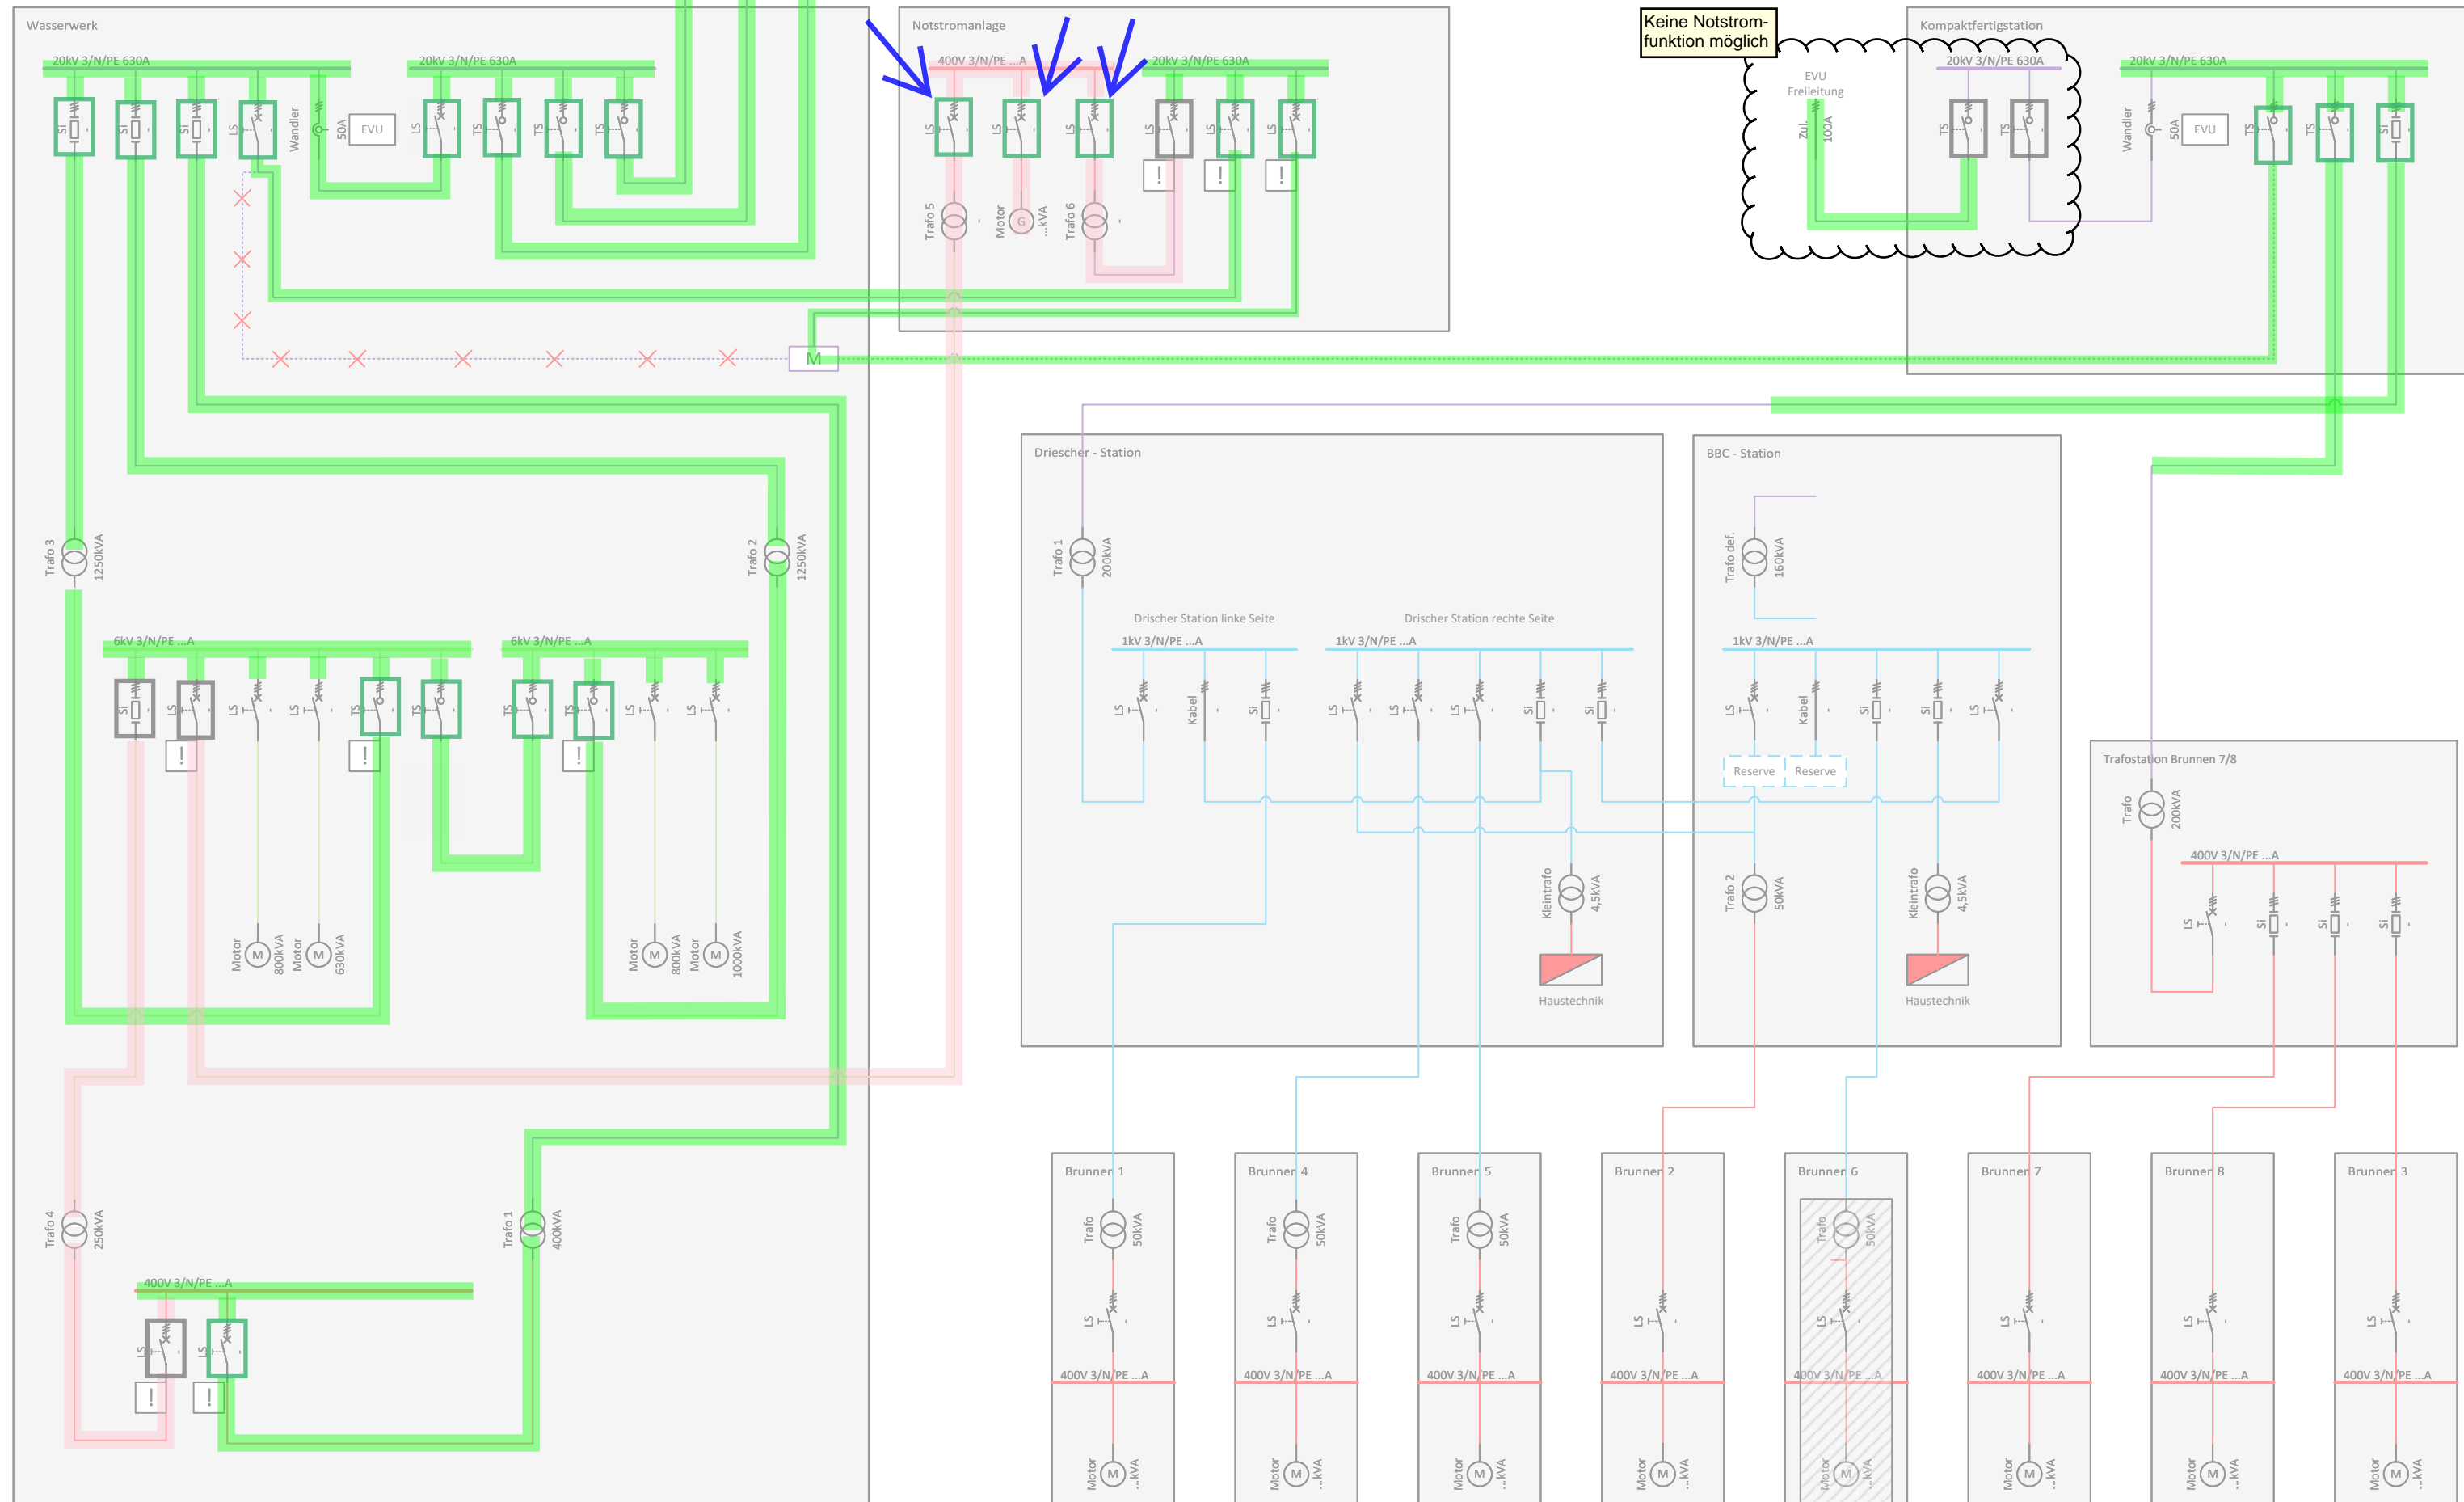 Wasserwerk
20kV 3/N/PE 630A
20kV 3/N/PE 630A
Si
Si
Si
LS
Wandler
50A
EVU
LS
TS
TS
TS
Notstromanlage
400V 3/N/PE ...A
20kV 3/N/PE 630A
LS
LS
LS
LS
LS
LS
!
!
!
Trafo 5
Motor
G
...kVA
Trafo 6
Keine Notstrom-
funktion möglich
Kompaktfertigstation
20kV 3/N/PE 630A
20kV 3/N/PE 630A
EVU
Freileitung
Zul.
100A
TS
TS
Wandler
50A
EVU
TS
TS
Si
M
Trafo 3
1250kVA
Trafo 2
1250kVA
6kV 3/N/PE ...A
6kV 3/N/PE ...A
Si
LS
LS
LS
TS
TS
TS
TS
LS
LS
!
!
!
Motor
M
800kVA
Motor
M
630kVA
Motor
M
800kVA
Motor
M
1000kVA
Trafo 4
250kVA
Trafo 1
400kVA
400V 3/N/PE ...A
LS
LS
!
!
Driescher - Station
Trafo 1
200kVA
Drischer Station linke Seite
Drischer Station rechte Seite
1kV 3/N/PE ...A
1kV 3/N/PE ...A
LS
Kabel
Si
LS
LS
LS
Si
Si
Kleintrafo
4,5kVA
Haustechnik
BBC - Station
Trafo def.
160kVA
1kV 3/N/PE ...A
LS
Kabel
Si
Si
LS
Reserve
Reserve
Trafo 2
50kVA
Kleintrafo
4,5kVA
Haustechnik
Trafostation Brunnen 7/8
Trafo
200kVA
400V 3/N/PE ...A
LS
Si
Si
Si
Brunner 1
Trafo
50kVA
LS
400V 3/N/PE ...A
Motor
M
...kVA
Brunner 4
Trafo
50kVA
LS
400V 3/N/PE ...A
Motor
M
...kVA
Brunner 5
Trafo
50kVA
LS
400V 3/N/PE ...A
Motor
M
...kVA
Brunner 2
LS
400V 3/N/PE ...A
Motor
M
...kVA
Brunner 6
Trafo
50kVA
LS
400V 3/N/PE ...A
Motor
M
...kVA
Brunner 7
LS
400V 3/N/PE ...A
Motor
M
...kVA
Brunner 8
LS
400V 3/N/PE ...A
Motor
M
...kVA
Brunner 3
LS
400V 3/N/PE ...A
Motor
M
...kVA